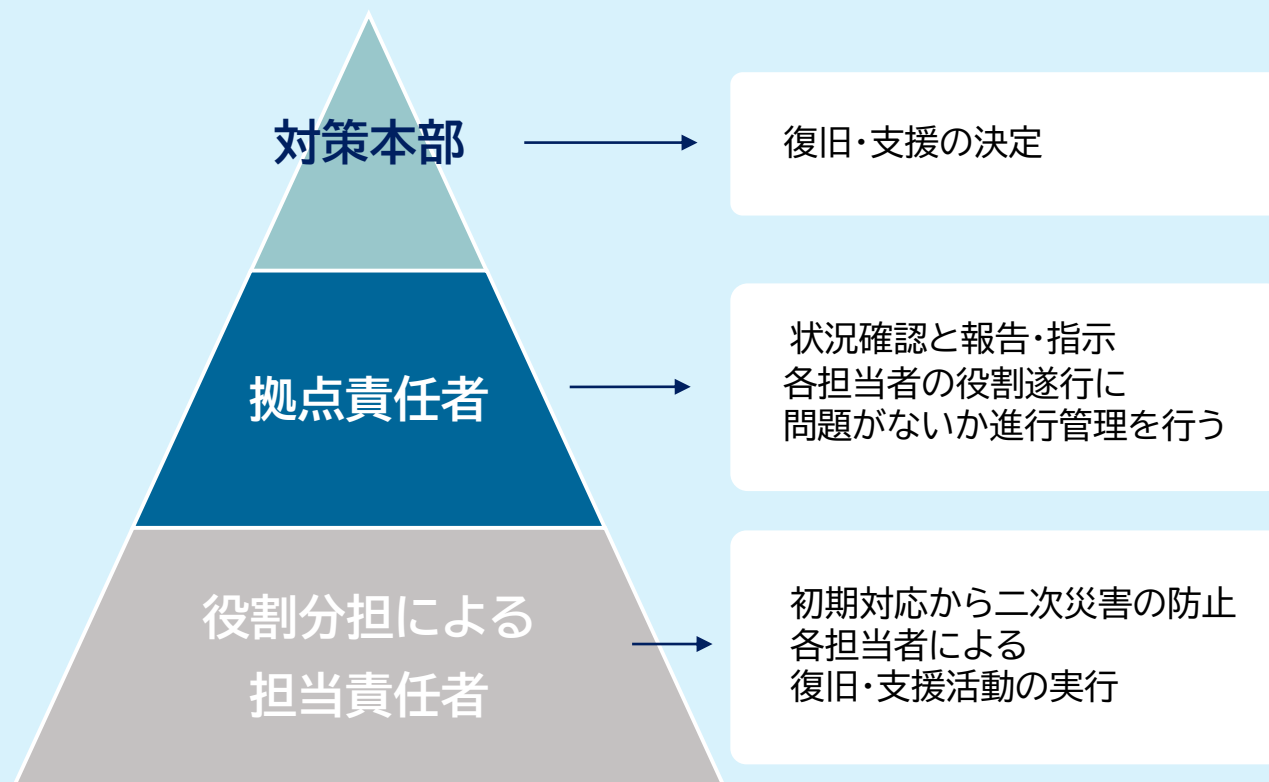 対策本部
復旧・支援の決定
拠点責任者
状況確認と報告・指示
各担当者の役割遂行に
問題がないか進行管理を行う
役割分担による
担当責任者
初期対応から二次災害の防止
各担当者による
復旧・支援活動の実行